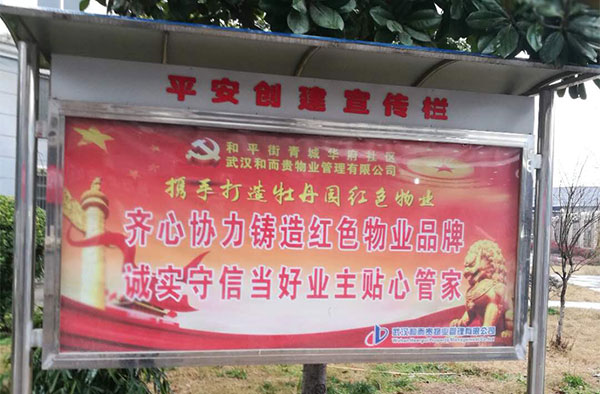 平安创建宣传栏
和平街青城华府社区
武汉和而贵物业管理有限公司
携手打造牡丹园红色物业
齐心协力铸造红色物业品牌
诚实守信当好业主贴心管家
武汉和而贵物业管理有限公司